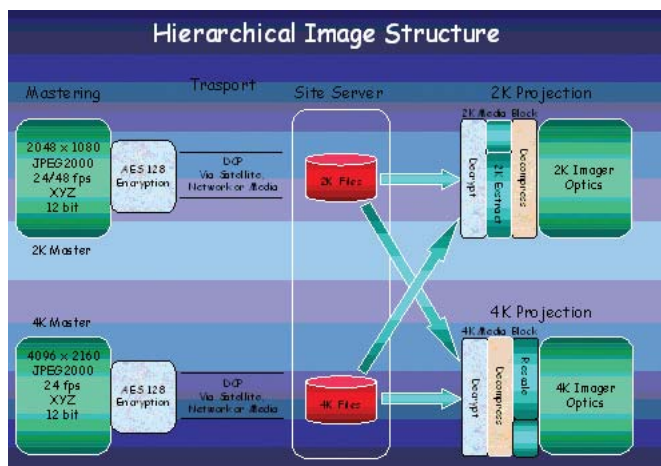 Hierarchical Image Structure
Mastering
Trasport
Site Server
2K Projection
2K Media Block
2048 x 1080
JPEG2000
24/48 fps
XYZ
12 bit
AES 128
Encryption
DCP
Via Satellite,
Network or Media
2K Files
Decrypt
2K Extract
Decompress
2K Imager
Optics
2K Master
4K Master
4K Projection
4K Media Block
4096 x 2160
JPEG2000
24 fps
XYZ
12 bit
AES 128
Encryption
DCP
Via Satellite,
Network or Media
4K Files
Decrypt
Decompress
Resale
4K Imager
Optics